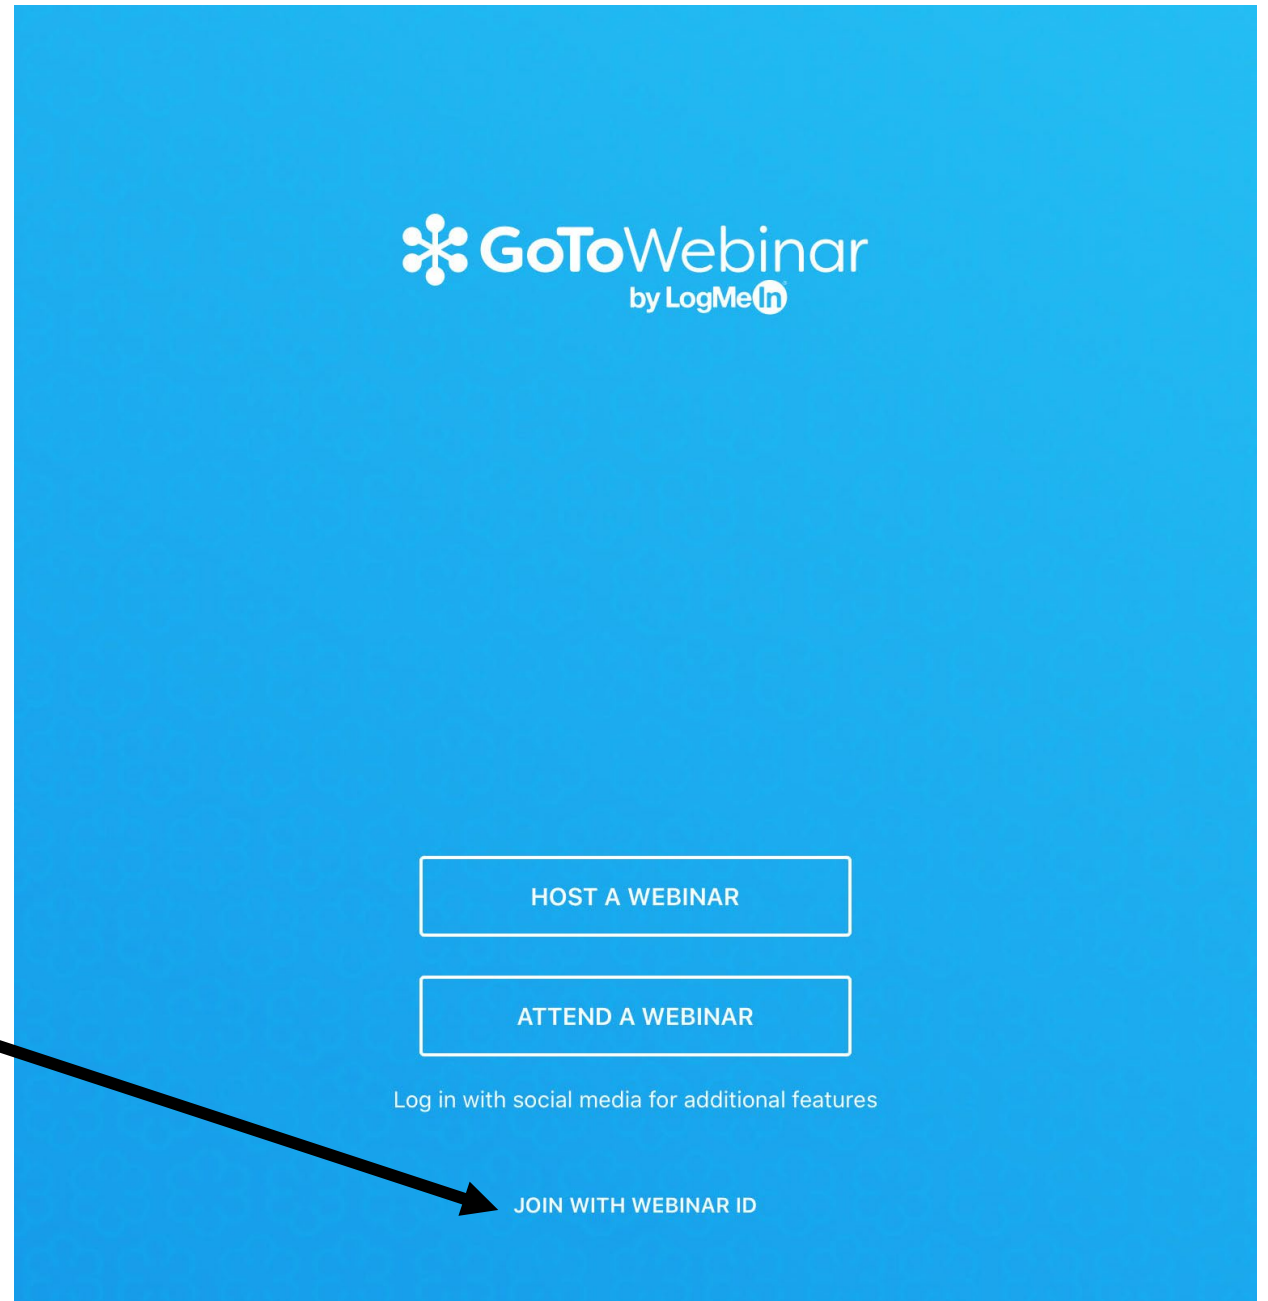 GoToWebinar
by LogMeIn
HOST A WEBINAR
ATTEND A WEBINAR
Log in with social media for additional features
JOIN WITH WEBINAR ID